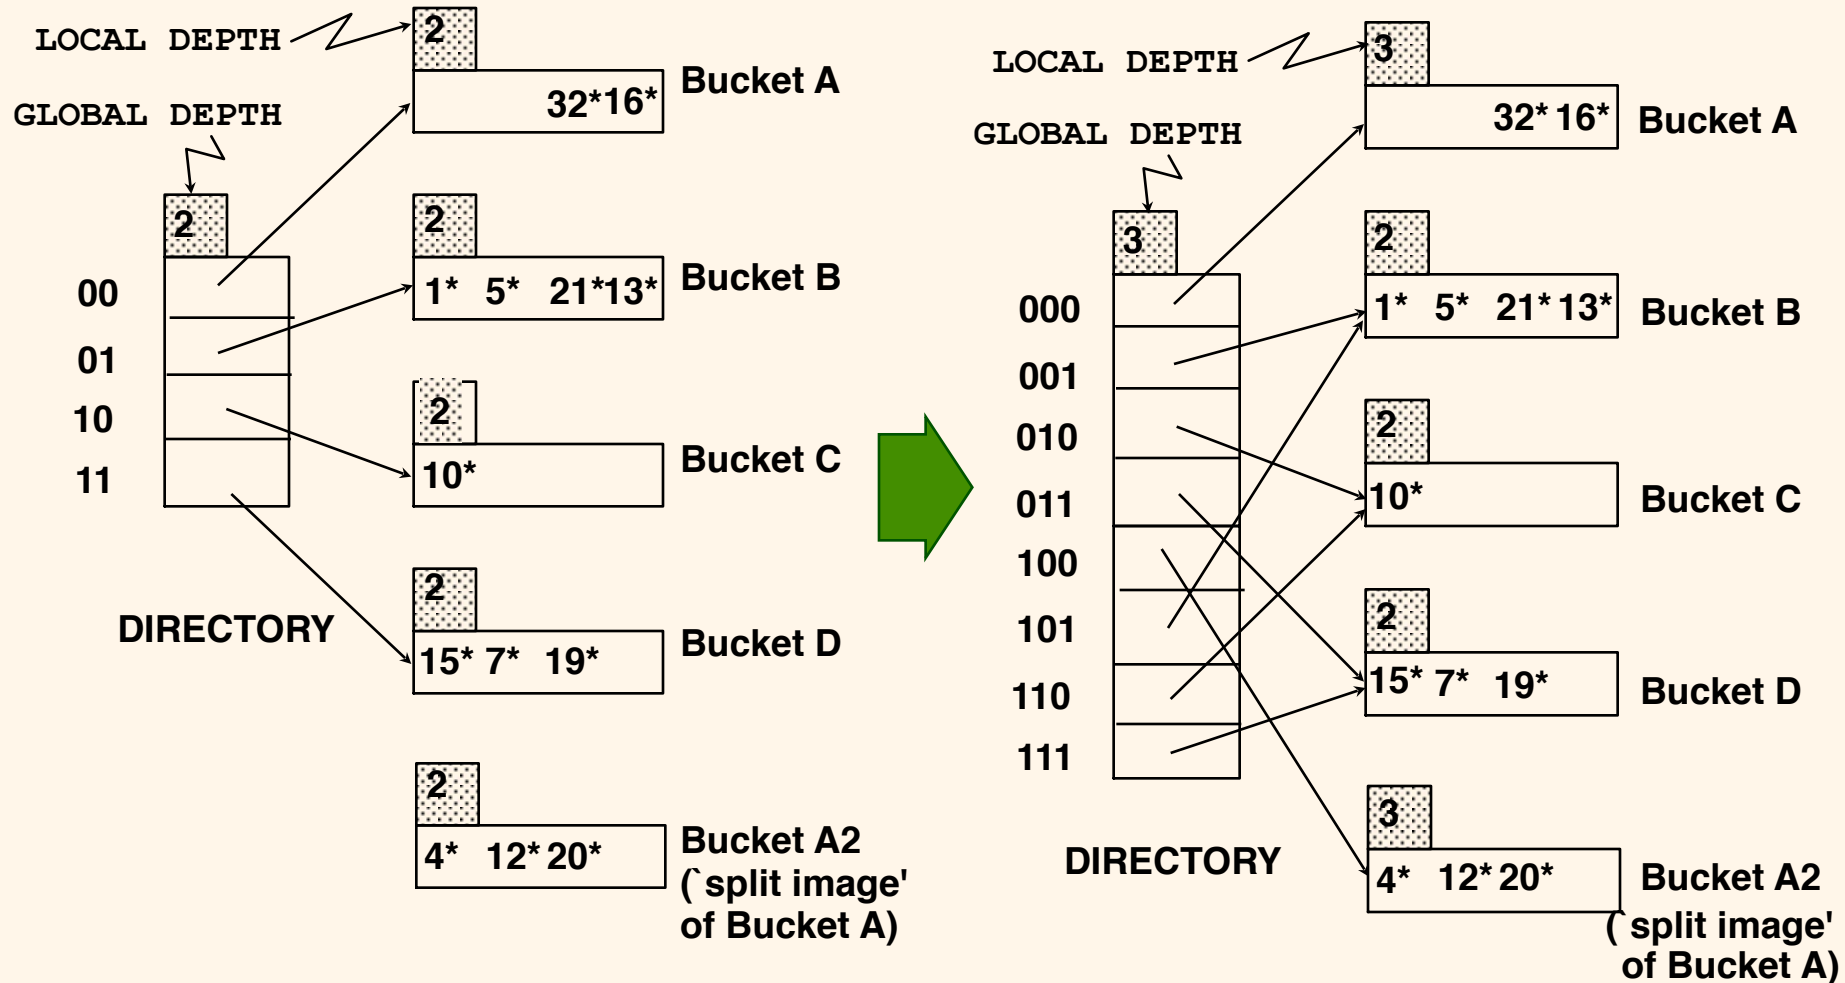 LOCAL DEPTH
2
32* 16*
Bucket A
GLOBAL DEPTH
2
00
01
10
11
DIRECTORY
2
1* 5* 21* 13*
Bucket B
2
10*
Bucket C
2
15* 7* 19*
Bucket D
2
4* 12* 20*
Bucket A2
(`split image'
of Bucket A)
LOCAL DEPTH
3
32* 16*
Bucket A
GLOBAL DEPTH
3
000
001
010
011
100
101
110
111
DIRECTORY
2
1* 5* 21* 13*
Bucket B
2
10*
Bucket C
2
15* 7* 19*
Bucket D
3
4* 12* 20*
Bucket A2
(`split image'
of Bucket A)